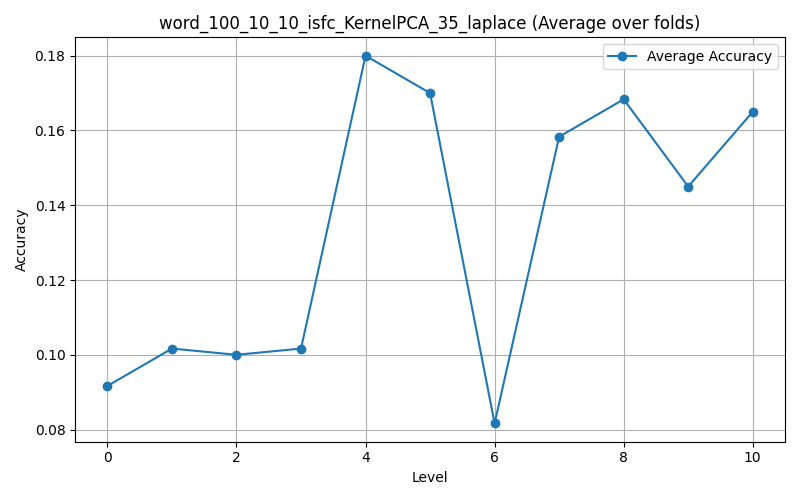 word_100_10_10_isfc_KernelPCA_35_laplace (Average over folds)
Average Accuracy
0.18
0.16
0.14
0.12
0.10
0.08
Accuracy
0 2 4 6 8 10
Level